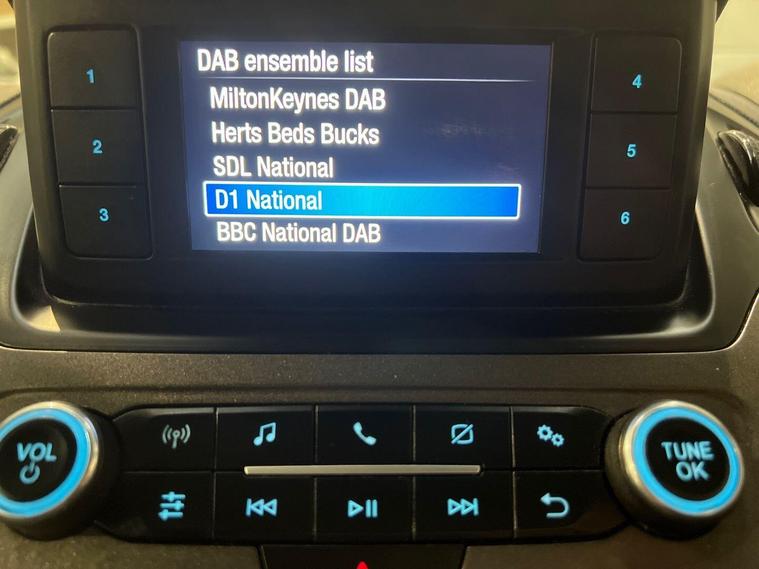 DAB ensemble list
MiltonKeynes DAB
Herts Beds Bucks
SDL National
D1 National
BBC National DAB
1
2
3
4
5
6
VOL
TUNE
OK